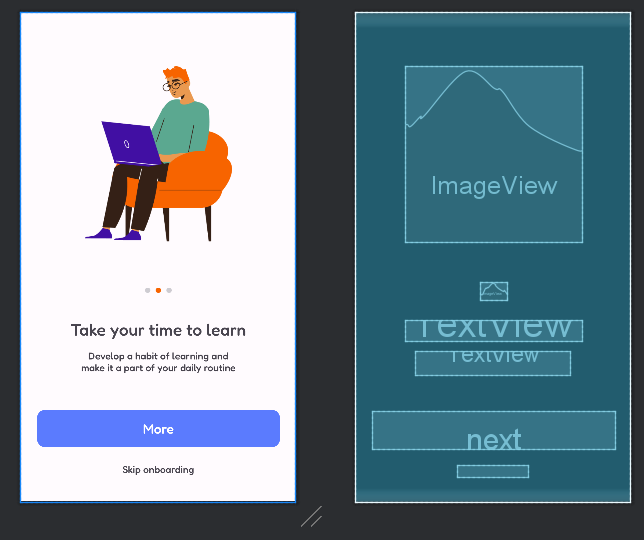 Take your time to learn
Develop a habit of learning and
make it a part of your daily routine
More
Skip onboarding
ImageView
TextView
TextView
next